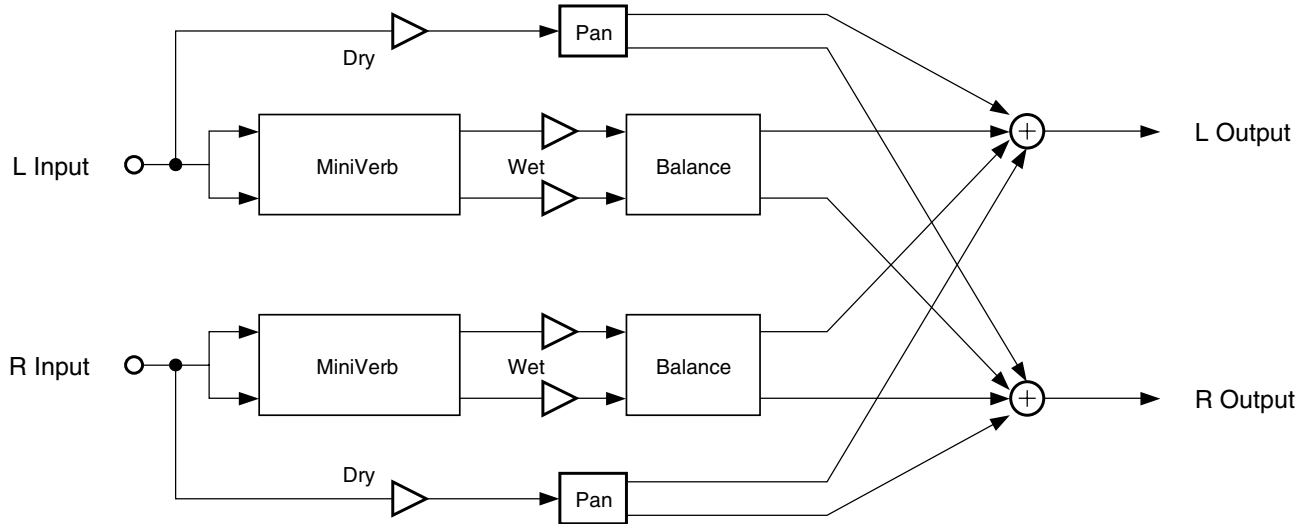 Pan
Dry
L Input
MiniVerb
Wet
Balance
+
L Output
R Input
MiniVerb
Wet
Balance
+
R Output
Dry
Pan